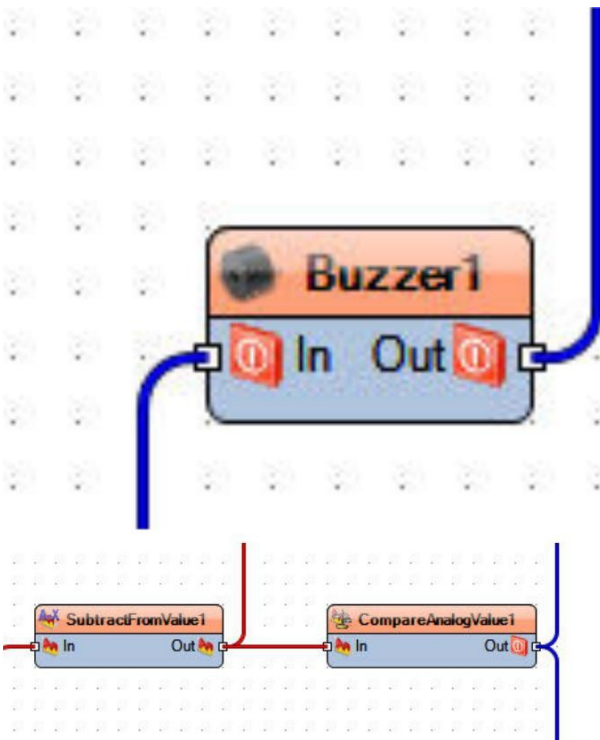 Buzzer1
In Out
SubtractFromValue1 CompareAnalogValue1
In Out In Out